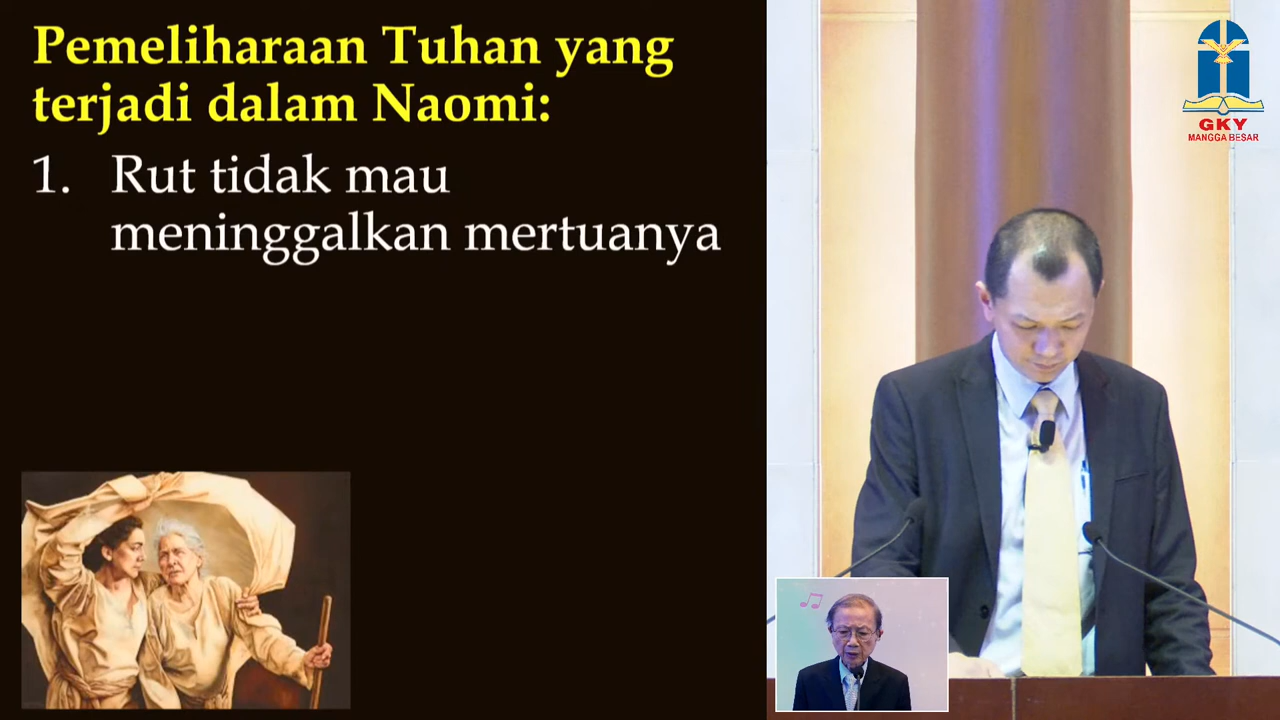 Pemeliharaan Tuhan yang
terjadi dalam Naomi:
1. Rut tidak mau
meninggalkan mertuanya
GKY
MANGGA BESAR